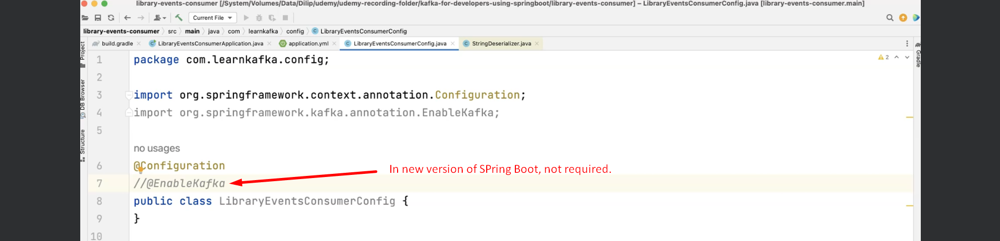 library-events-consumer [/System/Volumes/Data/Dilip/udemy/udemy-recording-folder/kafka-for-developers-using-springboot/library-events-consumer] – LibraryEventsConsumerConfig.java [library-events-consumer.main]
Current File
library-events-consumer src main java com learnkafka config LibraryEventsConsumerConfig
build.gradle LibraryEventsConsumerApplication.java application.yml LibraryEventsConsumerConfig.java StringDeserializer.java
Project
DB Browser
Structure
Gradle
2
1 package com.learnkafka.config;
2
3 import org.springframework.context.annotation.Configuration;
4 import org.springframework.kafka.annotation.EnableKafka;
5
no usages
6 @Configuration
In new version of SPring Boot, not required.
7 //@EnableKafka
8 public class LibraryEventsConsumerConfig {
9 }
10